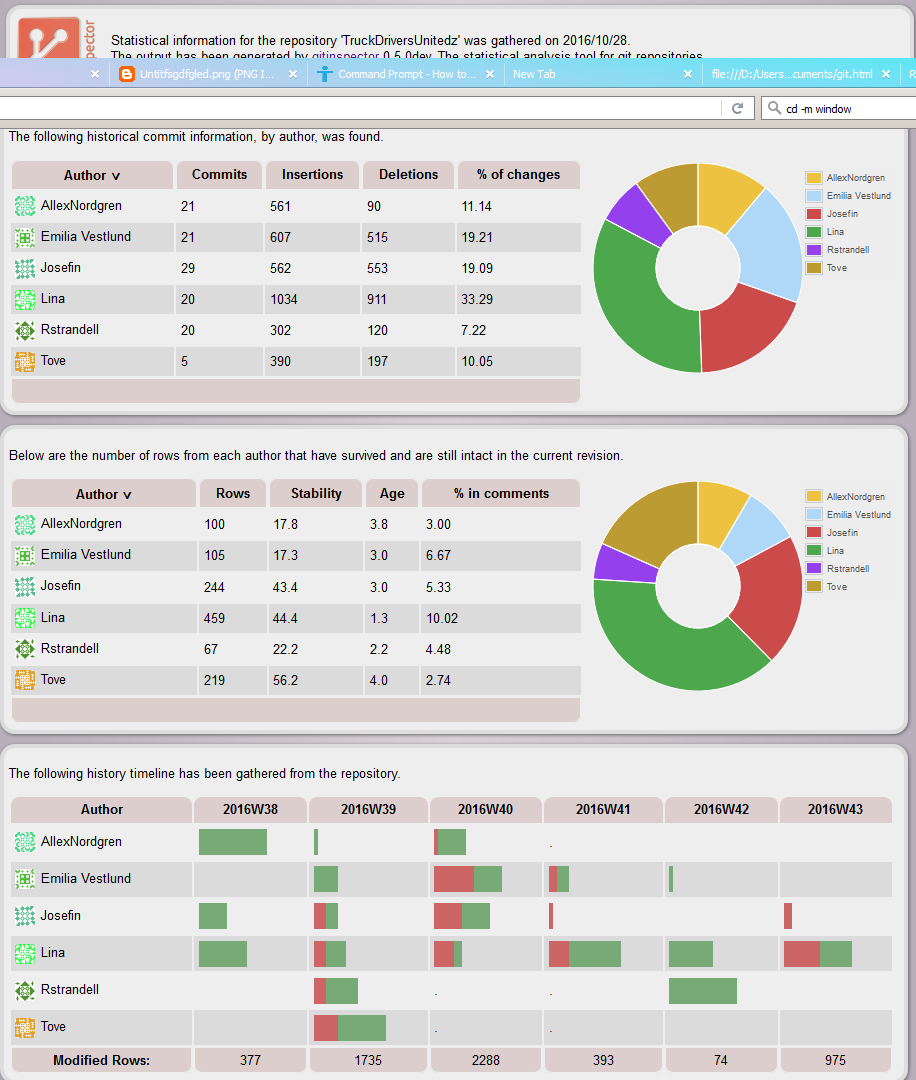 spector
Statistical information for the repository 'TruckDriversUnitedz' was gathered on 2016/10/28.
The output has been generated by gitinspector 0.5.0dev. The statistical analysis tool for git repositories.
Untitfsgdfgled.png (PNG I... Command Prompt - How to... New Tab file:///D:/Users...cuments/git.html R
cd -m window
The following historical commit information, by author, was found.
Author ∨ Commits Insertions Deletions % of changes
AllexNordgren 21 561 90 11.14
Emilia Vestlund 21 607 515 19.21
Josefin 29 562 553 19.09
Lina 20 1034 911 33.29
Rstrandell 20 302 120 7.22
Tove 5 390 197 10.05
AllexNordgren
Emilia Vestlund
Josefin
Lina
Rstrandell
Tove
Below are the number of rows from each author that have survived and are still intact in the current revision.
Author ∨ Rows Stability Age % in comments
AllexNordgren 100 17.8 3.8 3.00
Emilia Vestlund 105 17.3 3.0 6.67
Josefin 244 43.4 3.0 5.33
Lina 459 44.4 1.3 10.02
Rstrandell 67 22.2 2.2 4.48
Tove 219 56.2 4.0 2.74
AllexNordgren
Emilia Vestlund
Josefin
Lina
Rstrandell
Tove
The following history timeline has been gathered from the repository.
Author 2016W38 2016W39 2016W40 2016W41 2016W42 2016W43
AllexNordgren .
Emilia Vestlund
Josefin
Lina
Rstrandell . .
Tove . .
Modified Rows: 377 1735 2288 393 74 975